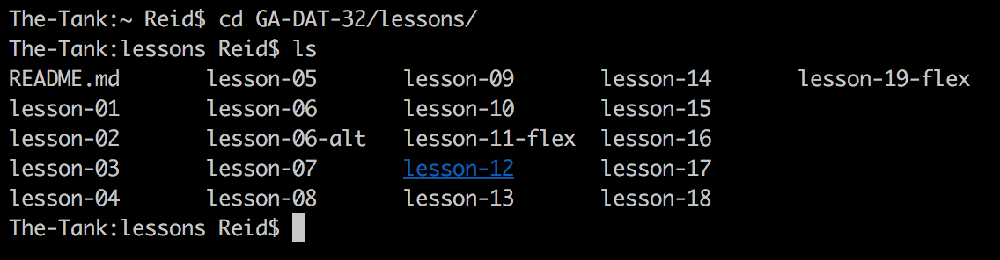 The-Tank:~ Reid$ cd GA-DAT-32/lessons/
The-Tank:lessons Reid$ ls
README.md lesson-05 lesson-09 lesson-14 lesson-19-flex
lesson-01 lesson-06 lesson-10 lesson-15
lesson-02 lesson-06-alt lesson-11-flex lesson-16
lesson-03 lesson-07 lesson-12 lesson-17
lesson-04 lesson-08 lesson-13 lesson-18
The-Tank:lessons Reid$